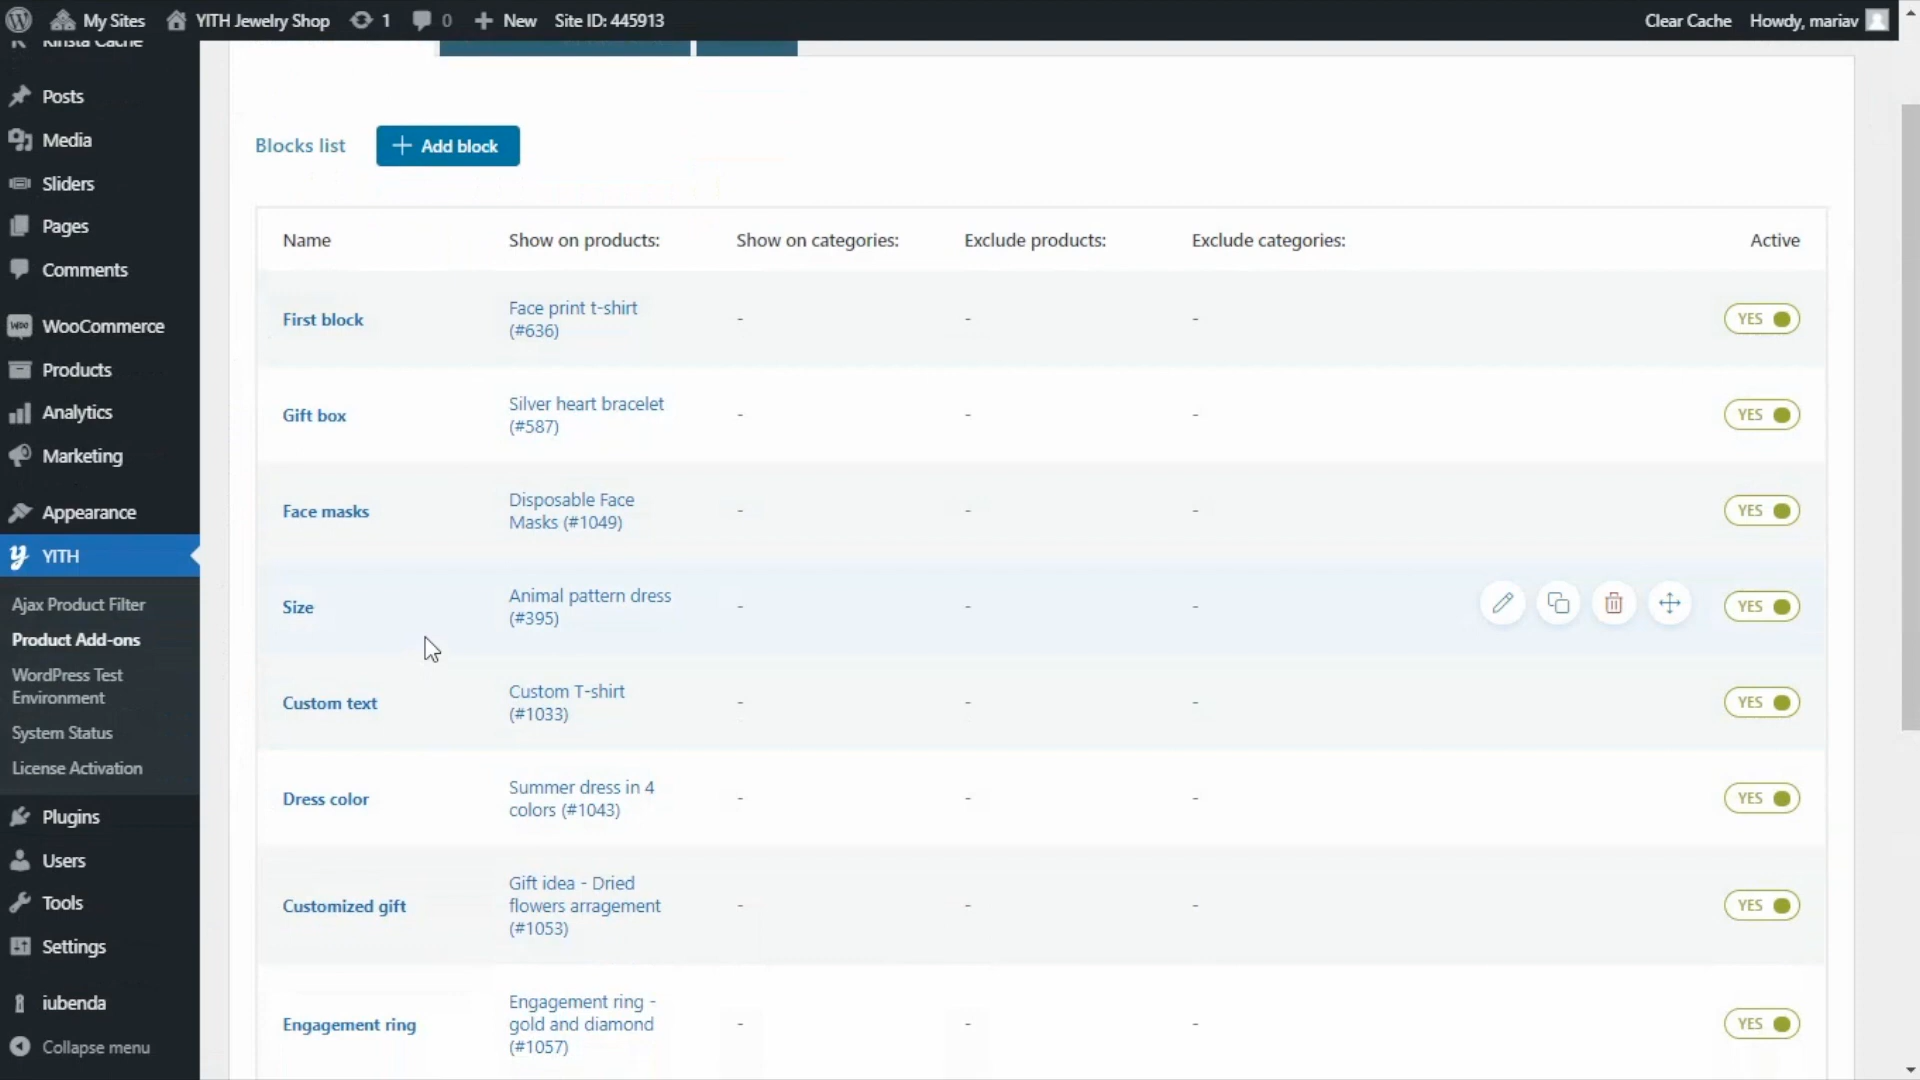 My Sites
YITH Jewelry Shop
1
0
New
Site ID: 445913
Clear Cache
Howdy, mariav
Kinsta Cache
Posts
Media
Sliders
Pages
Comments
WooCommerce
Products
Analytics
Marketing
Appearance
YITH
Ajax Product Filter
Product Add-ons
WordPress Test
Environment
System Status
License Activation
Plugins
Users
Tools
Settings
iubenda
Collapse menu
Blocks list
Add block
Name
Show on products:
Show on categories:
Exclude products:
Exclude categories:
Active
First block
Face print t-shirt
(#636)
-
-
-
YES
Gift box
Silver heart bracelet
(#587)
-
-
-
YES
Face masks
Disposable Face
Masks (#1049)
-
-
-
YES
Size
Animal pattern dress
(#395)
-
-
-
YES
Custom text
Custom T-shirt
(#1033)
-
-
-
YES
Dress color
Summer dress in 4
colors (#1043)
-
-
-
YES
Customized gift
Gift idea - Dried
flowers arragement
(#1053)
-
-
-
YES
Engagement ring
Engagement ring -
gold and diamond
(#1057)
-
-
-
YES